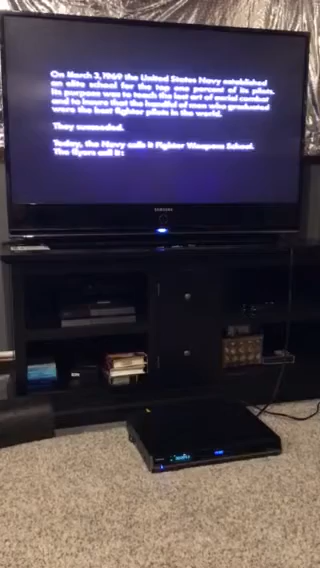 On March 3, 1969 the United States Navy established
an elite school for the top one percent of its pilots.
Its purpose was to teach the lost art of aerial combat
and to insure that the handful of men who graduated
were the best fighter pilots in the world.
They succeeded.
Today, the Navy calls it Fighter Weapons School.
The flyers call it:
SAMSUNG